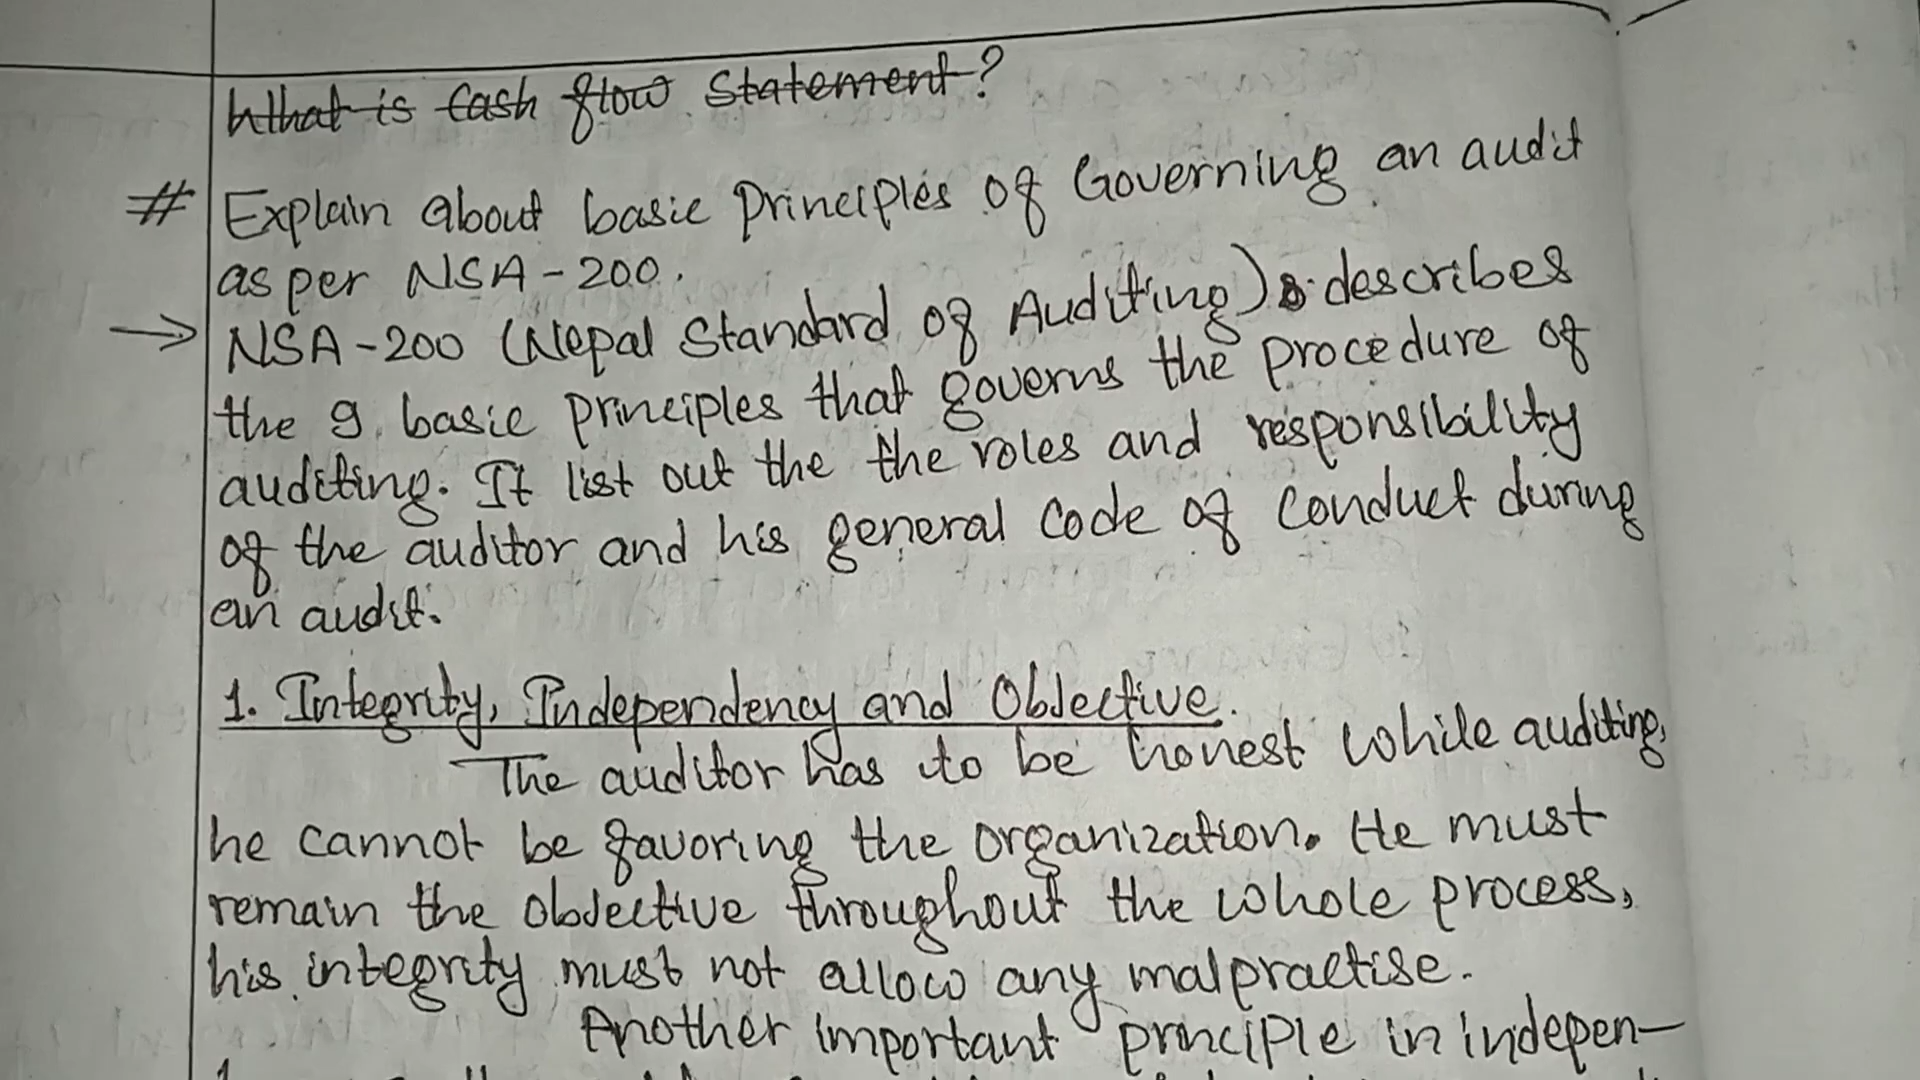 What is Cash flow Statement?
# Explain about basic Principles of Governing an audit
as per NSA-200.
→ NSA-200 (Nepal Standard of Auditing) describes
the 9 basic principles that governs the procedure of
auditing. It list out the the roles and responsibility
of the auditor and his general code of conduct during
an audit.
1. Integrity, Independency and Objective.
The auditor has to be honest while auditing,
he cannot be favoring the organization. He must
remain the objective throughout the whole process,
his integrity must not allow any malpractise.
Another important principle in indepen-